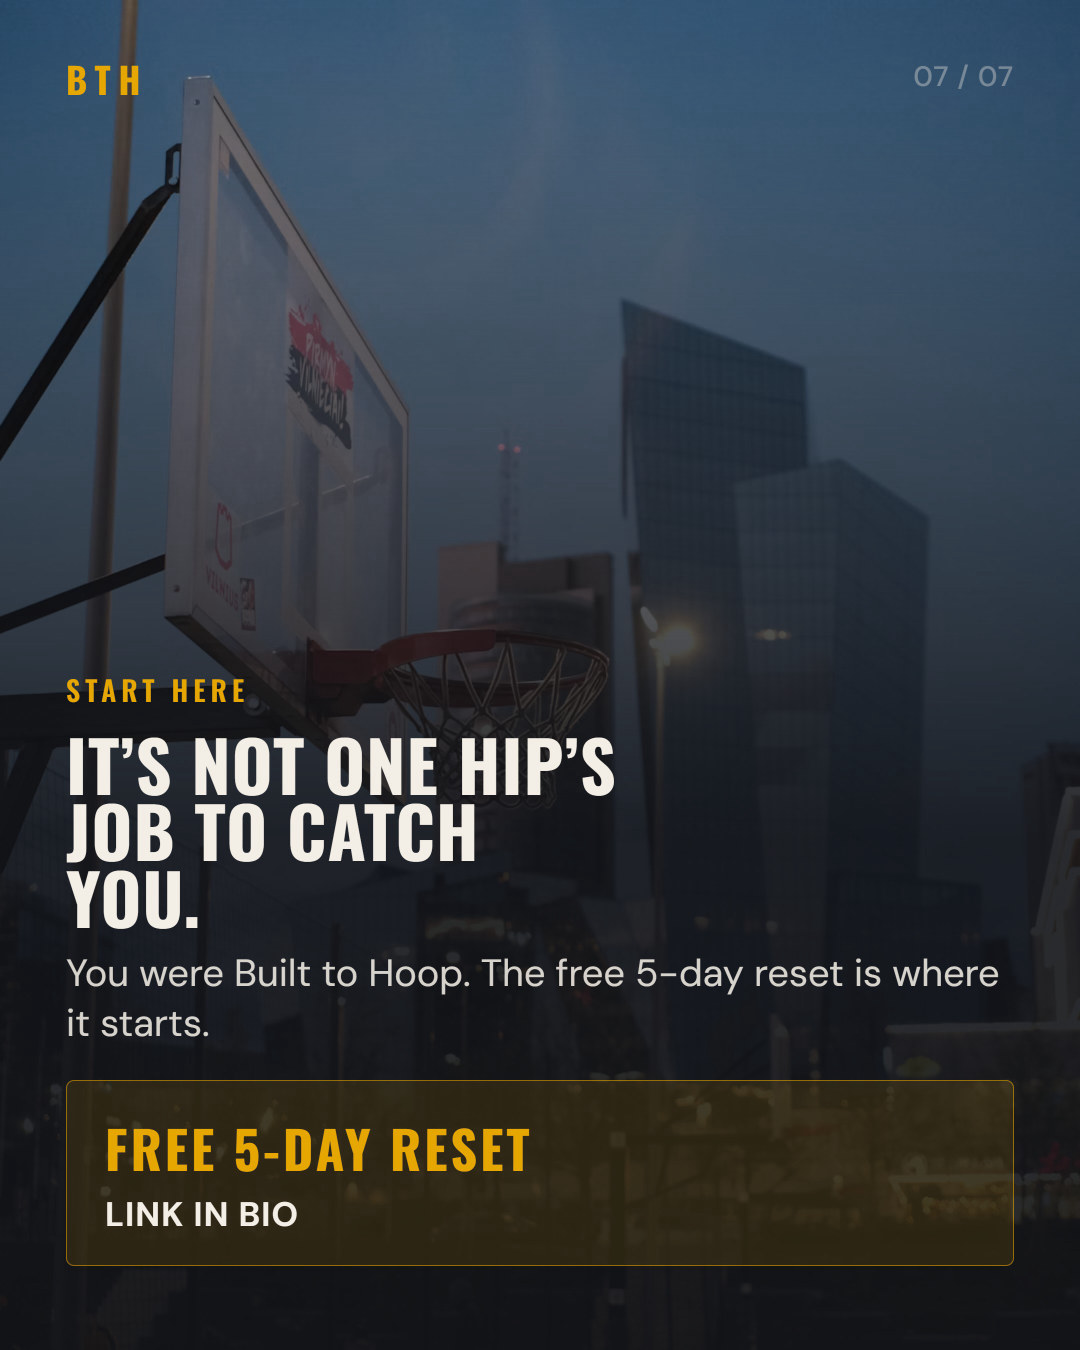 BTH
07 / 07
VILNIUS
START HERE
IT’S NOT ONE HIP’S
JOB TO CATCH
YOU.
You were Built to Hoop. The free 5-day reset is where
it starts.
FREE 5-DAY RESET
LINK IN BIO